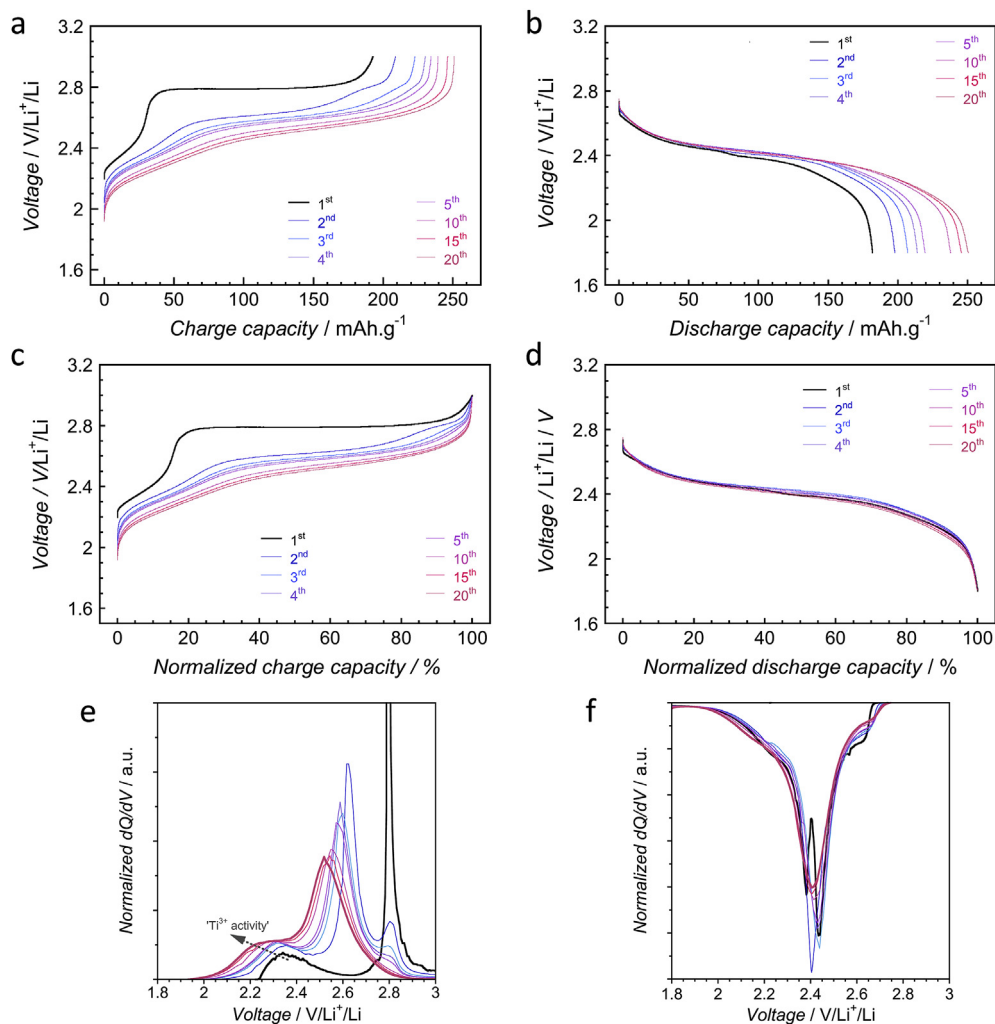 a
3.2
2.8
2.4
2
1.6
Voltage / V/Li⁺/Li
1ˢᵗ
2ⁿᵈ
3ʳᵈ
4ᵗʰ
5ᵗʰ
10ᵗʰ
15ᵗʰ
20ᵗʰ
0 50 100 150 200 250
Charge capacity / mAh.g⁻¹
b
3.2
2.8
2.4
2
1.6
Voltage / V/Li⁺/Li
1ˢᵗ
2ⁿᵈ
3ʳᵈ
4ᵗʰ
5ᵗʰ
10ᵗʰ
15ᵗʰ
20ᵗʰ
0 50 100 150 200 250
Discharge capacity / mAh.g⁻¹
c
3.2
2.8
2.4
2
1.6
Voltage / V/Li⁺/Li
1ˢᵗ
2ⁿᵈ
3ʳᵈ
4ᵗʰ
5ᵗʰ
10ᵗʰ
15ᵗʰ
20ᵗʰ
0 20 40 60 80 100
Normalized charge capacity / %
d
3.2
2.8
2.4
2
1.6
Voltage / Li⁺/Li / V
1ˢᵗ
2ⁿᵈ
3ʳᵈ
4ᵗʰ
5ᵗʰ
10ᵗʰ
15ᵗʰ
20ᵗʰ
0 20 40 60 80 100
Normalized discharge capacity / %
e
Normalized dQ/dV / a.u.
'Ti³⁺ activity'
1.8 2 2.2 2.4 2.6 2.8 3
Voltage / V/Li⁺/Li
f
Normalized dQ/dV / a.u.
1.8 2 2.2 2.4 2.6 2.8 3
Voltage / V/Li⁺/Li